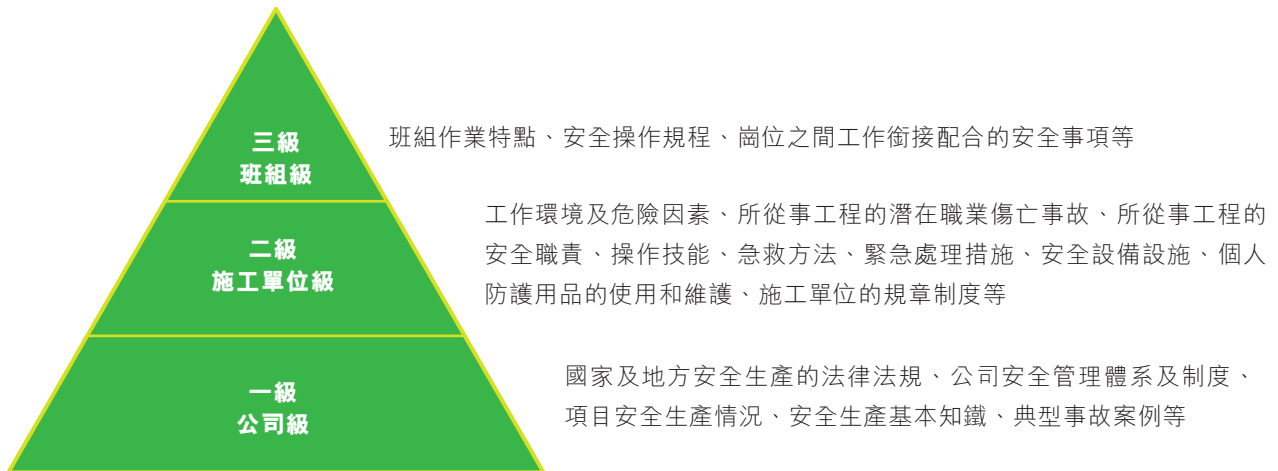 三級
班組級
班組作業特點、安全操作規程、崗位之間工作銜接配合的安全事項等
二級
施工單位級
工作環境及危險因素、所從事工程的潛在職業傷亡事故、所從事工程的
安全職責、操作技能、急救方法、緊急處理措施、安全設備設施、個人
防護用品的使用和維護、施工單位的規章制度等
一級
公司級
國家及地方安全生產的法律法規、公司安全管理體系及制度、
項目安全生產情況、安全生產基本知鐵、典型事故案例等